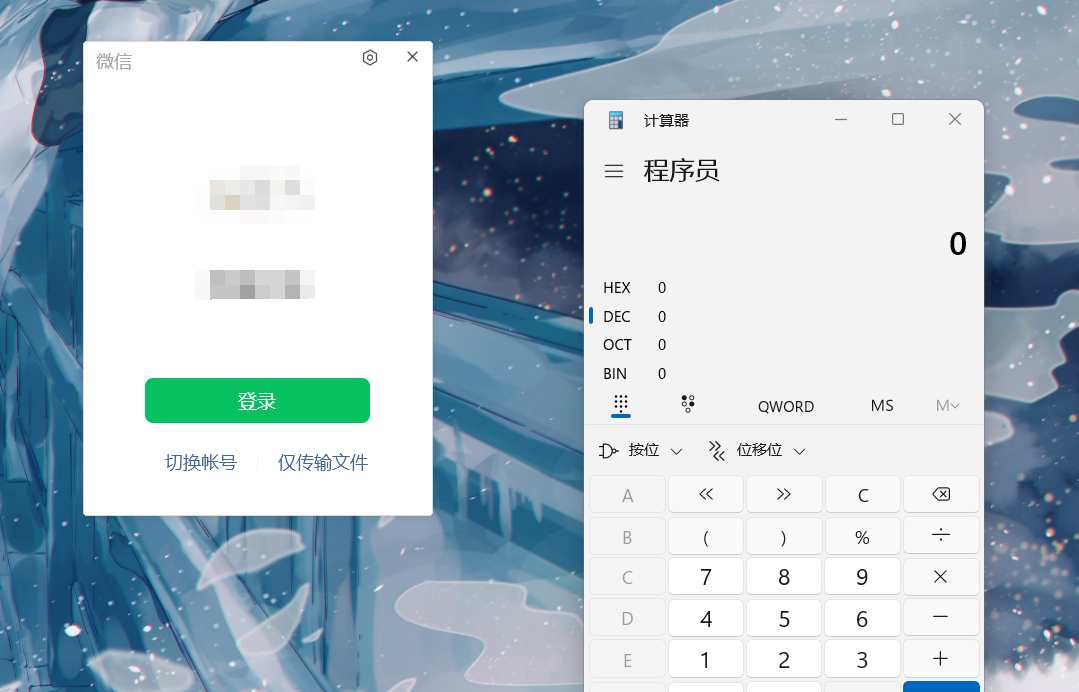 微信
登录
切换帐号 仅传输文件
计算器
程序员
0
HEX 0
DEC 0
OCT 0
BIN 0
QWORD MS M
按位 位移位
A << >> C
B ( ) % ÷
C 7 8 9 ×
D 4 5 6 −
E 1 2 3 +